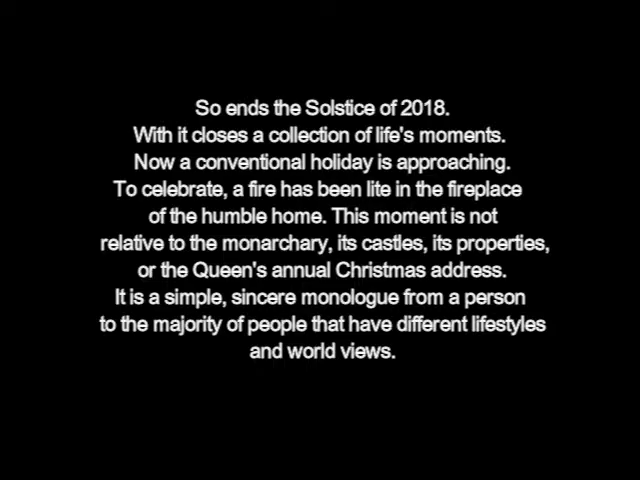 So ends the Solstice of 2018.
With it closes a collection of life's moments.
Now a conventional holiday is approaching.
To celebrate, a fire has been lite in the fireplace
of the humble home. This moment is not
relative to the monarchary, its castles, its properties,
or the Queen's annual Christmas address.
It is a simple, sincere monologue from a person
to the majority of people that have different lifestyles
and world views.